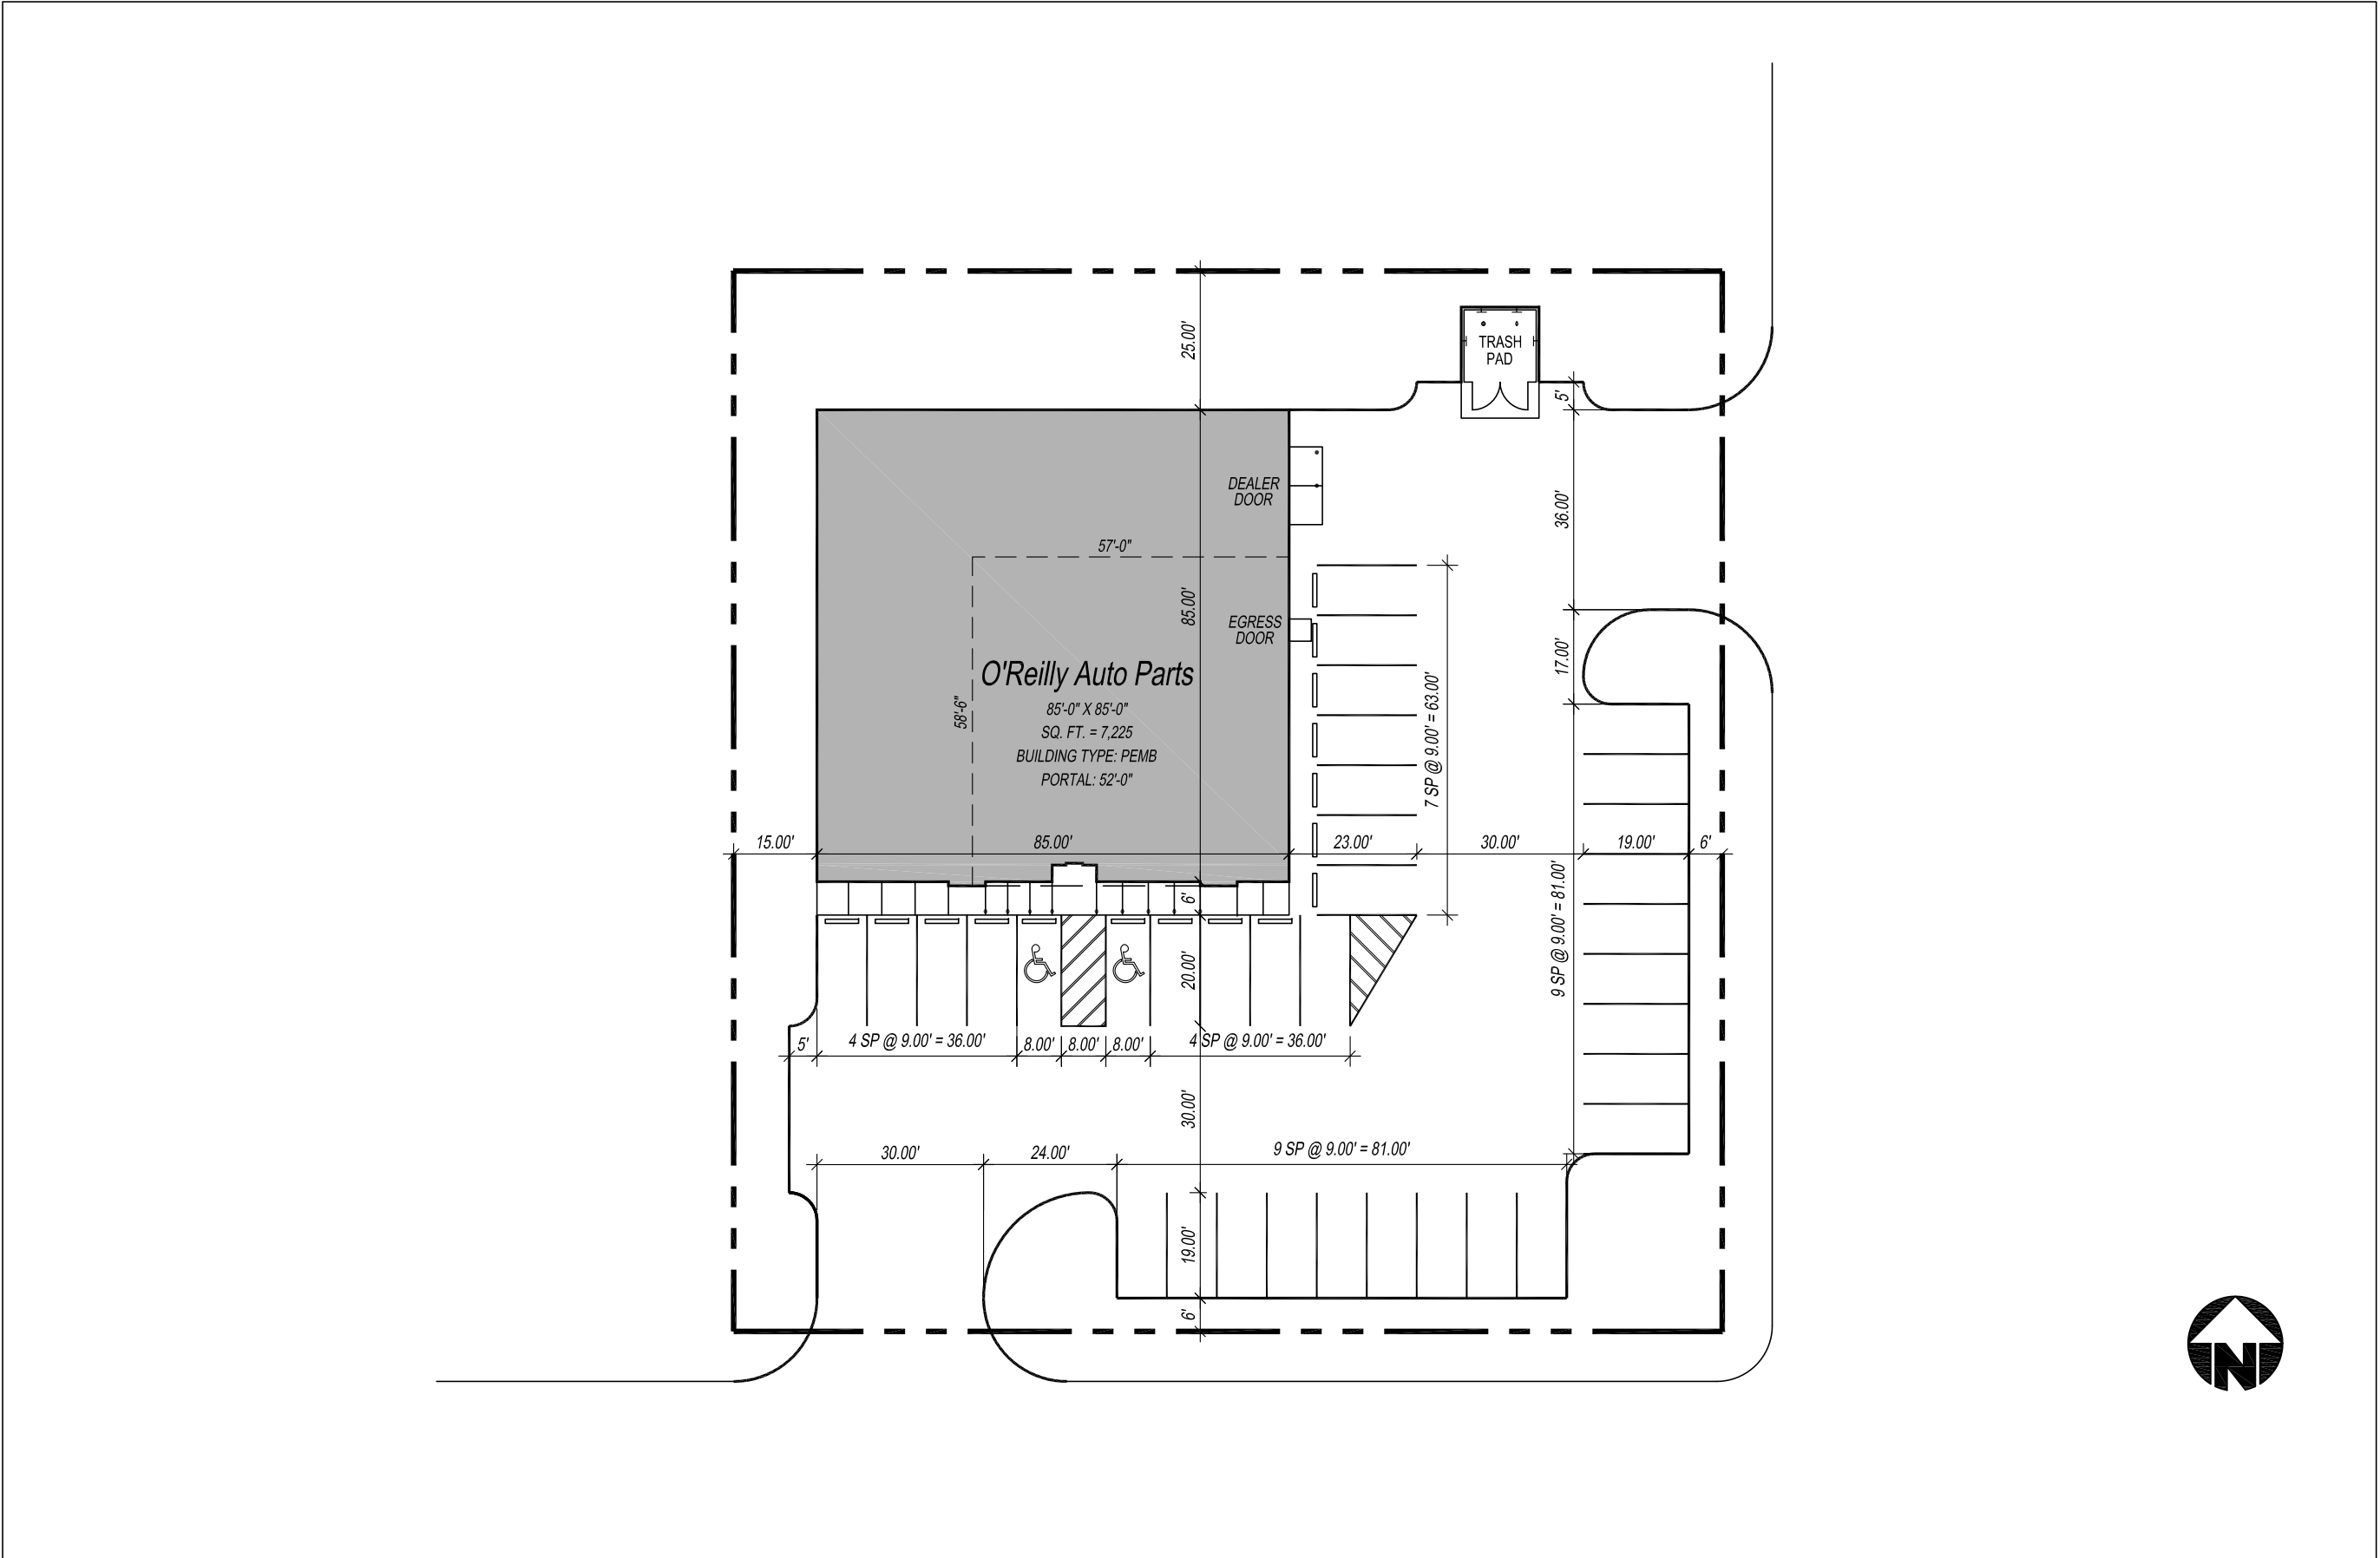 25.00'
TRASH
PAD
5'
DEALER
DOOR
36.00'
57'-0"
85.00'
EGRESS
DOOR
17.00'
O'Reilly Auto Parts
58'-6"
85'-0" X 85'-0"
SQ. FT. = 7,225
BUILDING TYPE: PEMB
PORTAL: 52'-0"
7 SP @ 9.00' = 63.00'
15.00'
85.00'
23.00'
30.00'
19.00'
6'
6'
9 SP @ 9.00' = 81.00'
20.00'
5'
4 SP @ 9.00' = 36.00'
8.00'
8.00'
8.00'
4 SP @ 9.00' = 36.00'
30.00'
30.00'
24.00'
9 SP @ 9.00' = 81.00'
19.00'
6'
N